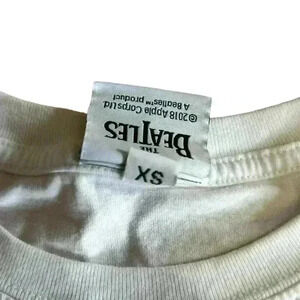 THE
BEATLES
©2018 Apple Corps Ltd.
A Beatles™ product
XS